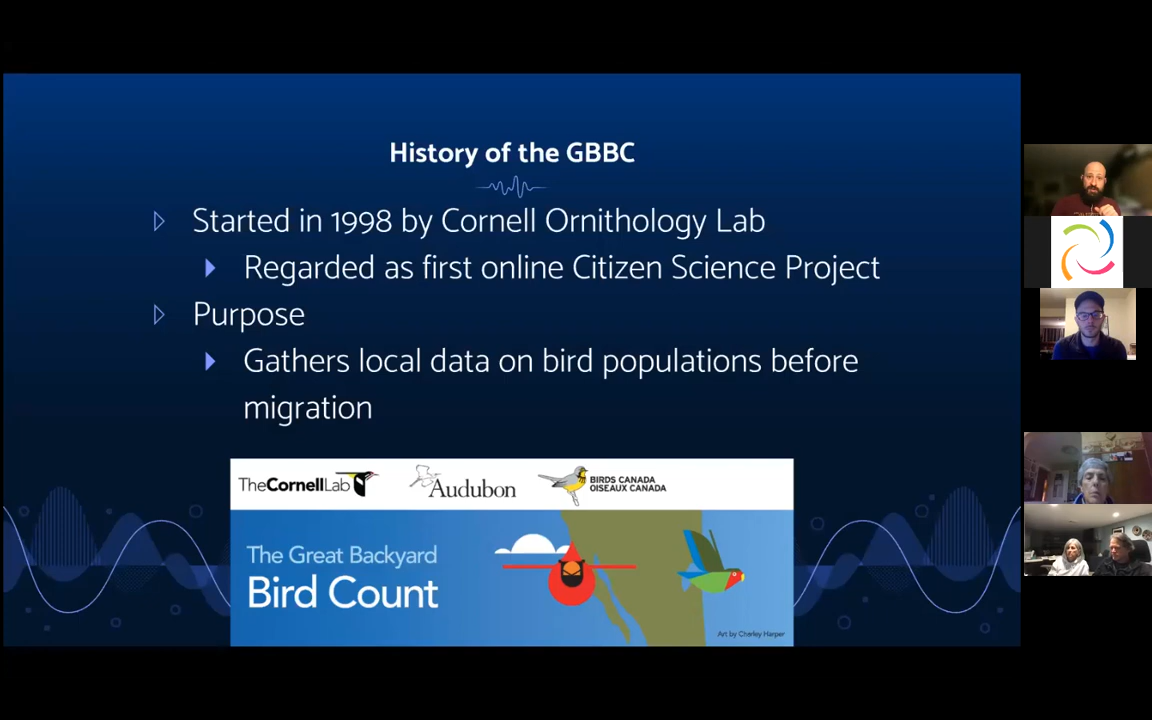 History of the GBBC
Started in 1998 by Cornell Ornithology Lab
Regarded as first online Citizen Science Project
Purpose
Gathers local data on bird populations before
migration
TheCornellLab
Audubon
BIRDS CANADA
OISEAUX CANADA
The Great Backyard
Bird Count
Art by Charley Harper